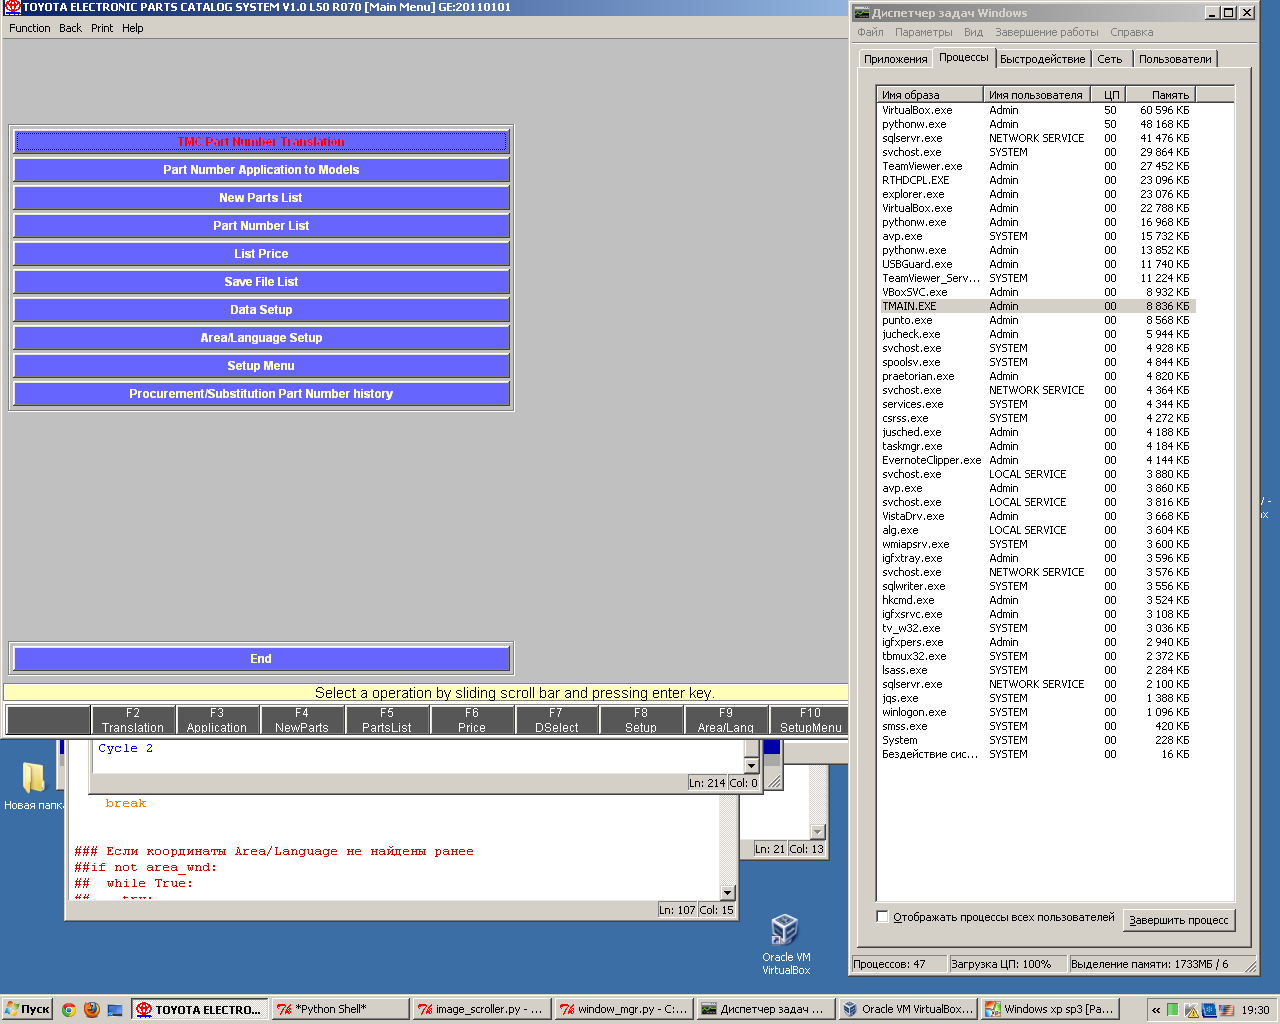 TOYOTA ELECTRONIC PARTS CATALOG SYSTEM V1.0 L50 R070 [Main Menu] GE:20110101
Function Back Print Help
TMC Part Number Translation
Part Number Application to Models
New Parts List
Part Number List
List Price
Save File List
Data Setup
Area/Language Setup
Setup Menu
Procurement/Substitution Part Number history
End
Select a operation by sliding scroll bar and pressing enter key.
F2 F3 F4 F5 F6 F7 F8 F9 F10
Translation Application NewParts PartsList Price DSelect Setup Area/Lang SetupMenu
Cycle 2
Ln: 214 Col: 0
break
### Если координаты Area/Language не найдены ранее
##if not area_wnd:
## while True:
## try:
Ln: 107 Col: 15
Ln: 21 Col: 13
Новая папка
Oracle VM
VirtualBox
Диспетчер задач Windows
Файл Параметры Вид Завершение работы Справка
Приложения Процессы Быстродействие Сеть Пользователи
Имя образа Имя пользователя ЦП Память
VirtualBox.exe Admin 50 60 596 КБ
pythonw.exe Admin 50 48 168 КБ
sqlservr.exe NETWORK SERVICE 00 41 476 КБ
svchost.exe SYSTEM 00 29 864 КБ
TeamViewer.exe Admin 00 27 452 КБ
RTHDCPL.EXE Admin 00 23 096 КБ
explorer.exe Admin 00 23 076 КБ
VirtualBox.exe Admin 00 22 788 КБ
pythonw.exe Admin 00 16 968 КБ
avp.exe SYSTEM 00 15 732 КБ
pythonw.exe Admin 00 13 852 КБ
USBGuard.exe Admin 00 11 740 КБ
TeamViewer_Serv... SYSTEM 00 11 224 КБ
VBoxSVC.exe Admin 00 8 932 КБ
TMAIN.EXE Admin 00 8 836 КБ
punto.exe Admin 00 8 568 КБ
jucheck.exe Admin 00 5 944 КБ
svchost.exe SYSTEM 00 4 928 КБ
spoolsv.exe SYSTEM 00 4 844 КБ
praetorian.exe Admin 00 4 820 КБ
svchost.exe NETWORK SERVICE 00 4 364 КБ
services.exe SYSTEM 00 4 344 КБ
csrss.exe SYSTEM 00 4 272 КБ
jusched.exe Admin 00 4 188 КБ
taskmgr.exe Admin 00 4 184 КБ
EvernoteClipper.exe Admin 00 4 144 КБ
svchost.exe LOCAL SERVICE 00 3 880 КБ
avp.exe Admin 00 3 860 КБ
svchost.exe LOCAL SERVICE 00 3 816 КБ
VistaDrv.exe Admin 00 3 668 КБ
alg.exe LOCAL SERVICE 00 3 604 КБ
wmiapsrv.exe SYSTEM 00 3 600 КБ
igfxtray.exe Admin 00 3 596 КБ
svchost.exe NETWORK SERVICE 00 3 576 КБ
sqlwriter.exe SYSTEM 00 3 556 КБ
hkcmd.exe Admin 00 3 524 КБ
igfxsrvc.exe Admin 00 3 108 КБ
tv_w32.exe SYSTEM 00 3 036 КБ
igfxpers.exe Admin 00 2 940 КБ
tbmux32.exe SYSTEM 00 2 372 КБ
lsass.exe SYSTEM 00 2 284 КБ
sqlservr.exe NETWORK SERVICE 00 2 100 КБ
jqs.exe SYSTEM 00 1 388 КБ
winlogon.exe SYSTEM 00 1 096 КБ
smss.exe SYSTEM 00 420 КБ
System SYSTEM 00 228 КБ
Бездействие сис... SYSTEM 00 16 КБ
Отображать процессы всех пользователей Завершить процесс
Процессов: 47 Загрузка ЦП: 100% Выделение памяти: 1733МБ / 6
Пуск TOYOTA ELECTRO... *Python Shell* image_scroller.py - ... window_mgr.py - C:... Диспетчер задач ... Oracle VM VirtualBox... Windows xp sp3 [Ра... « 19:30